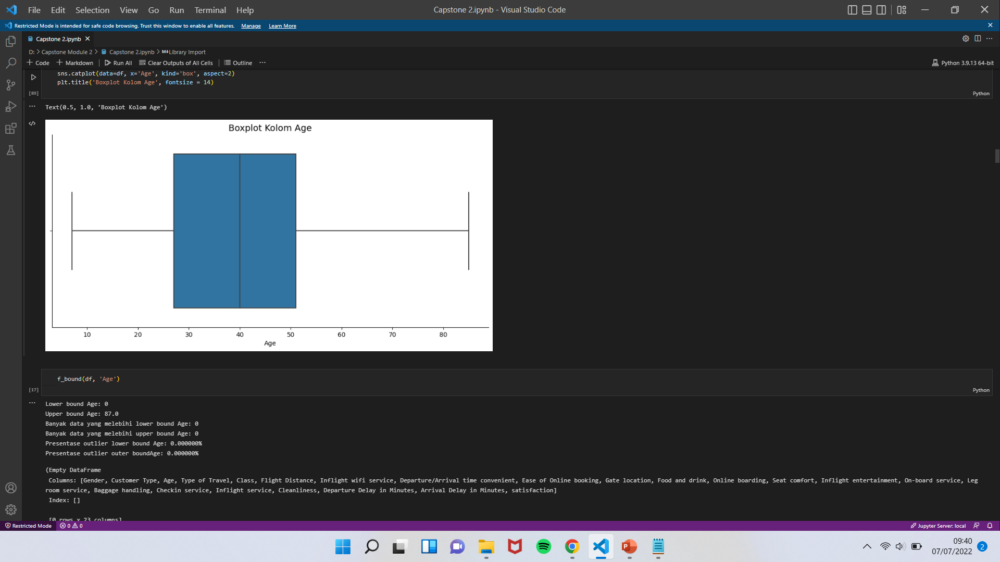 File Edit Selection View Go Run Terminal Help
Capstone 2.ipynb - Visual Studio Code
Restricted Mode is intended for safe code browsing. Trust this window to enable all features. Manage Learn More
Capstone 2.ipynb
D: > Capstone Module 2 > Capstone 2.ipynb > M↓Library Import
+ Code + Markdown Run All Clear Outputs of All Cells Outline ...
Python 3.9.13 64-bit
sns.catplot(data=df, x='Age', kind='box', aspect=2)
plt.title('Boxplot Kolom Age', fontsize = 14)
[89]
Python
Text(0.5, 1.0, 'Boxplot Kolom Age')
Boxplot Kolom Age
10 20 30 40 50 60 70 80
Age
f_bound(df, 'Age')
[17]
Python
Lower bound Age: 0
Upper bound Age: 87.0
Banyak data yang melebihi lower bound Age: 0
Banyak data yang melebihi upper bound Age: 0
Presentase outlier lower bound Age: 0.000000%
Presentase outlier outer boundAge: 0.000000%
(Empty DataFrame
Columns: [Gender, Customer Type, Age, Type of Travel, Class, Flight Distance, Inflight wifi service, Departure/Arrival time convenient, Ease of Online booking, Gate location, Food and drink, Online boarding, Seat comfort, Inflight entertainment, On-board service, Leg
room service, Baggage handling, Checkin service, Inflight service, Cleanliness, Departure Delay in Minutes, Arrival Delay in Minutes, satisfaction]
Index: []
[0 rows x 23 columns]
Restricted Mode 0 0
Jupyter Server: local
09:40
07/07/2022
2